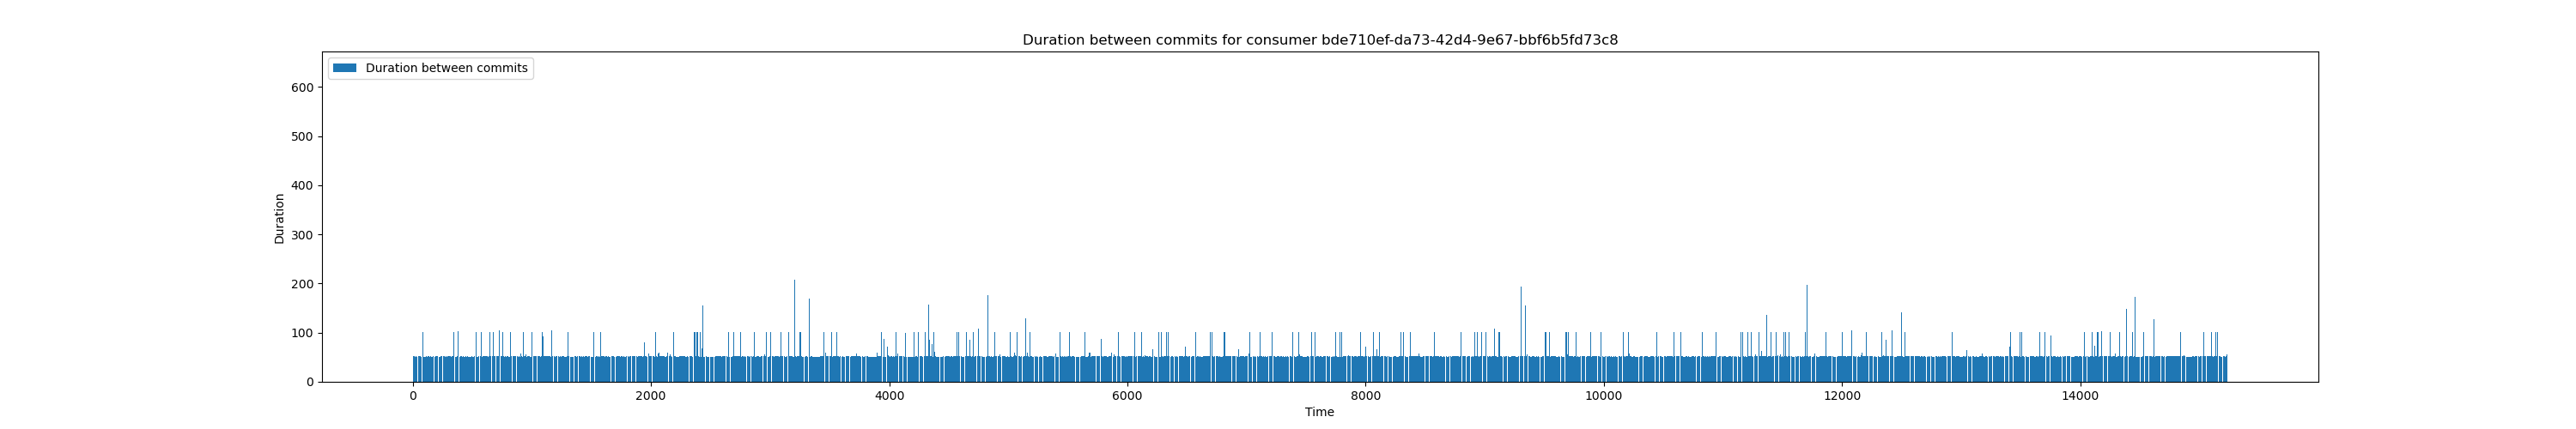 Duration between commits for consumer bde710ef-da73-42d4-9e67-bbf6b5fd73c8
Duration between commits
600
500
400
300
200
100
0
Duration
0 2000 4000 6000 8000 10000 12000 14000
Time